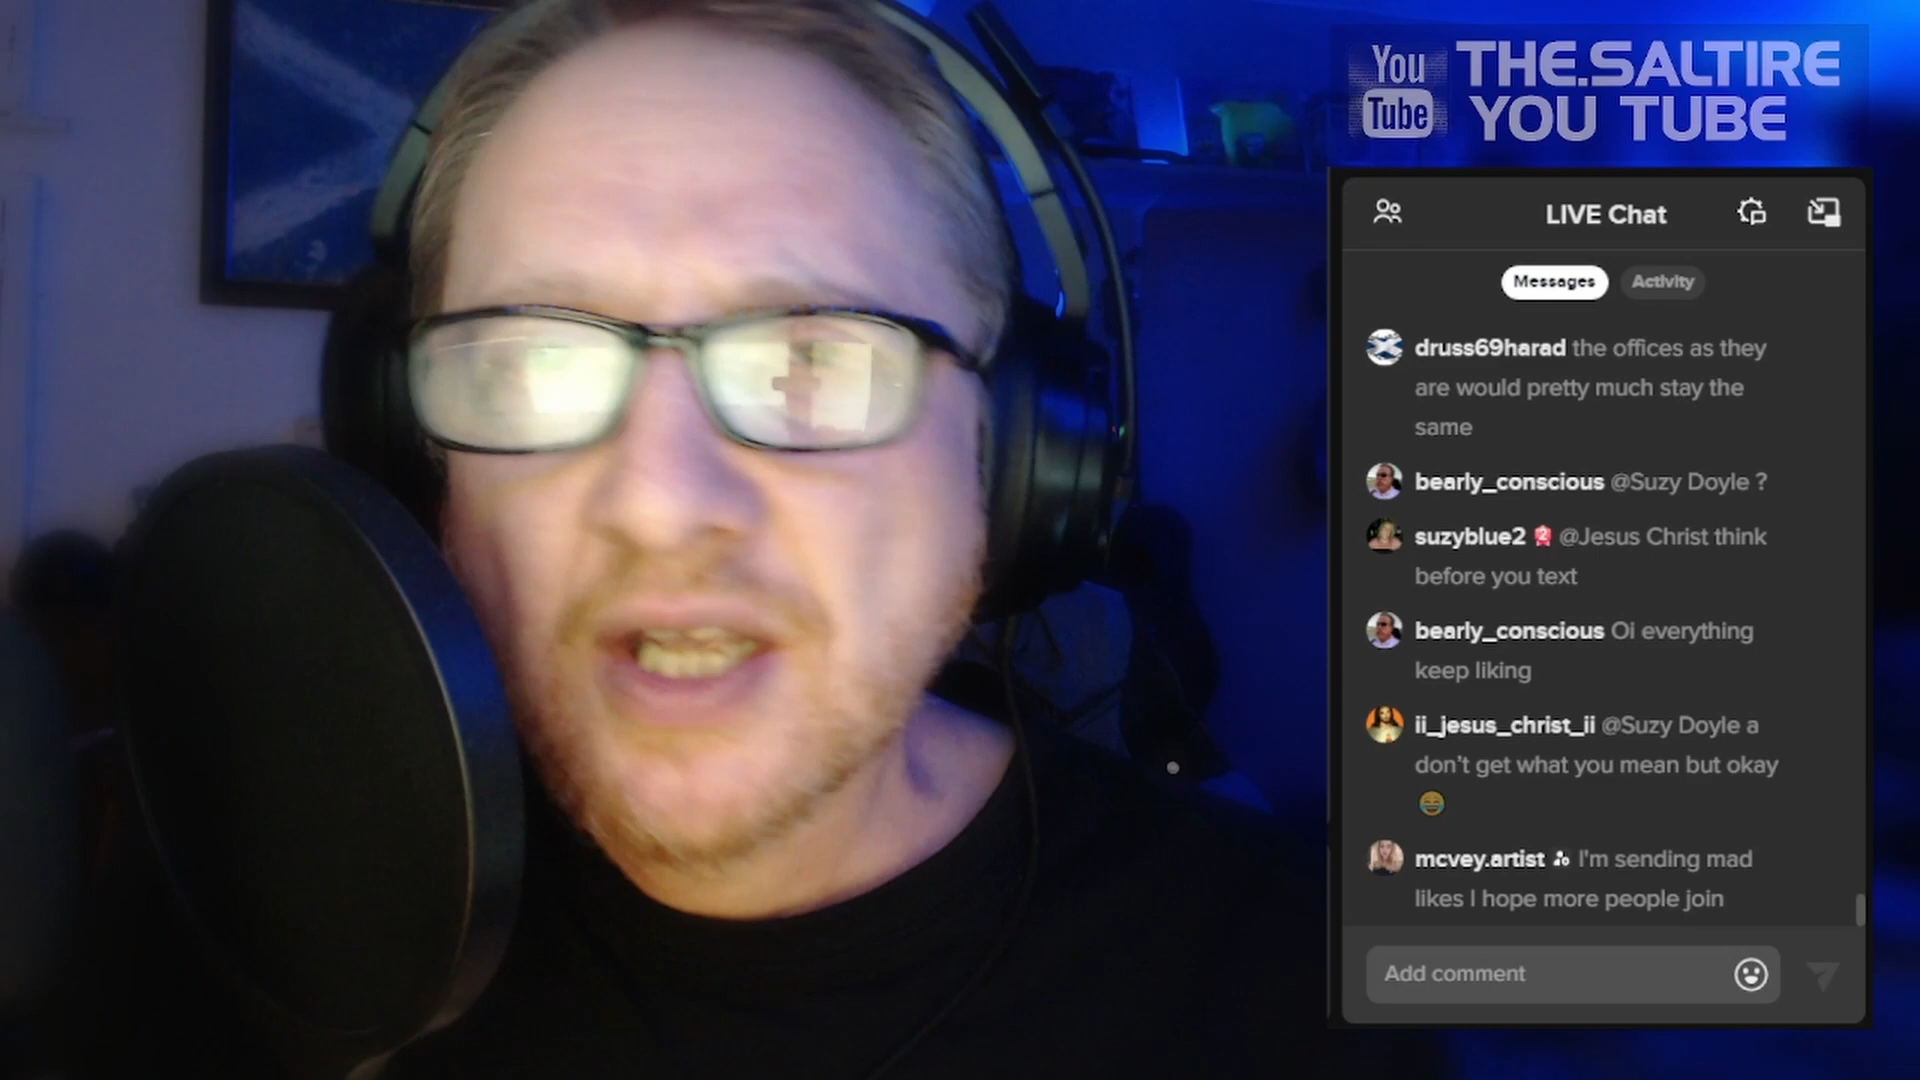 You
Tube
THE.SALTIRE
YOU TUBE
LIVE Chat
Messages
Activity
druss69harad the offices as they
are would pretty much stay the
same
bearly_conscious @Suzy Doyle ?
suzyblue2 2 @Jesus Christ think
before you text
bearly_conscious Oi everything
keep liking
ii_jesus_christ_ii @Suzy Doyle a
don't get what you mean but okay
😂
mcvey.artist I'm sending mad
likes I hope more people join
Add comment